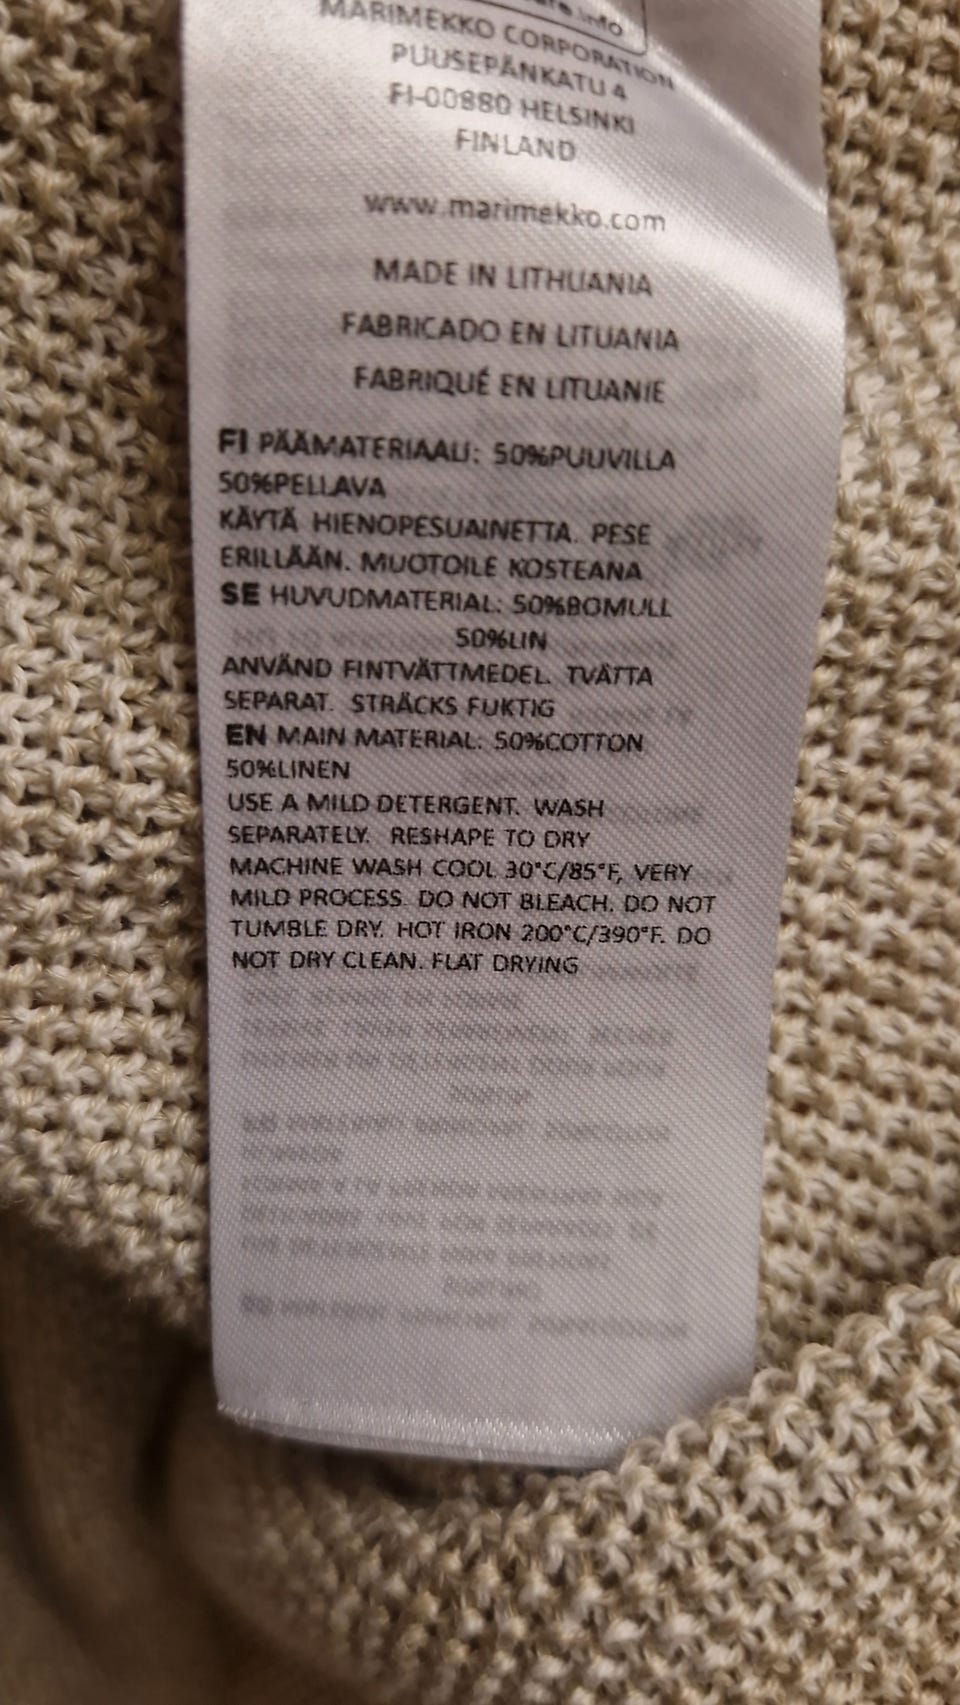 MARIMEKKO CORPORATION
PUUSEPÄNKATU 4
FI-00880 HELSINKI
FINLAND
www.marimekko.com
MADE IN LITHUANIA
FABRICADO EN LITUANIA
FABRIQUÉ EN LITUANIE
FI PÄÄMATERIAALI: 50%PUUVILLA
50%PELLAVA
KÄYTÄ HIENOPESUAINETTA. PESE
ERILLÄÄN. MUOTOILE KOSTEANA
SE HUVUDMATERIAL: 50%BOMULL
50%LIN
ANVÄND FINTVÄTTMEDEL. TVÄTTA
SEPARAT. STRÄCKS FUKTIG
EN MAIN MATERIAL: 50%COTTON
50%LINEN
USE A MILD DETERGENT. WASH
SEPARATELY. RESHAPE TO DRY
MACHINE WASH COOL 30°C/85°F, VERY
MILD PROCESS. DO NOT BLEACH. DO NOT
TUMBLE DRY. HOT IRON 200°C/390°F. DO
NOT DRY CLEAN. FLAT DRYING